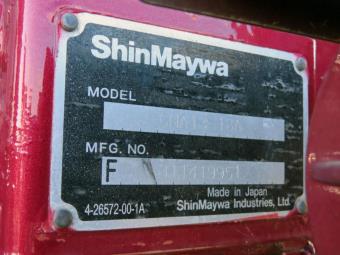 ShinMaywa
MODEL
MFG. NO.
F
Made in Japan
4-26572-00-1A ShinMaywa Industries, Ltd.